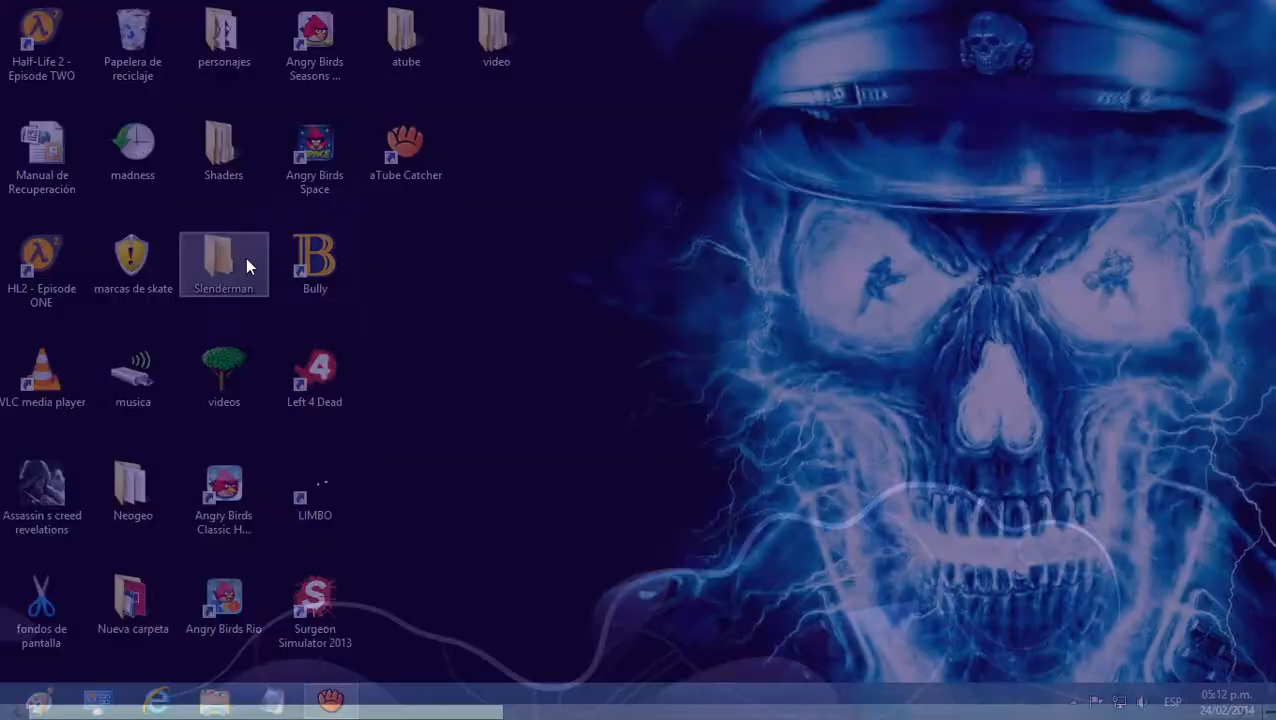 Half-Life 2 -
Episode TWO
Papelera de
reciclaje
personajes
Angry Birds
Seasons ...
atube
video
Manual de
Recuperación
madness
Shaders
Angry Birds
Space
aTube Catcher
HL2 - Episode
ONE
marcas de skate
Slenderman
Bully
VLC media player
musica
videos
Left 4 Dead
Assassin s creed
revelations
Neogeo
Angry Birds
Classic H...
LIMBO
fondos de
pantalla
Nueva carpeta
Angry Birds Rio
Surgeon
Simulator 2013
ESP
05:12 p.m.
24/02/2014